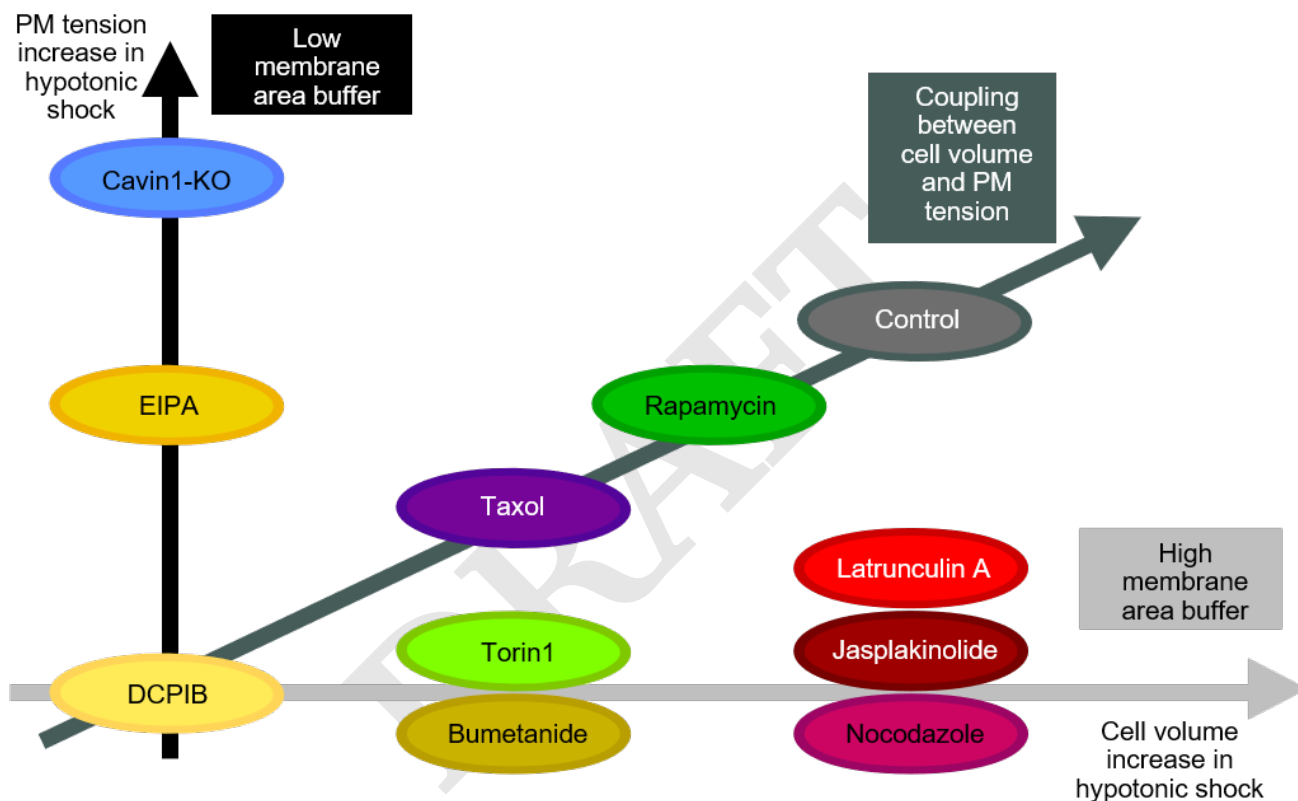 PM tension
increase in
hypotonic
shock
Low
membrane
area buffer
Coupling
between
cell volume
and PM
tension
Cavin1-KO
Control
EIPA
Rapamycin
Taxol
Latrunculin A
High
membrane
area buffer
Torin1
Jasplakinolide
DCPIB
Bumetanide
Nocodazole
Cell volume
increase in
hypotonic shock
DRAFT